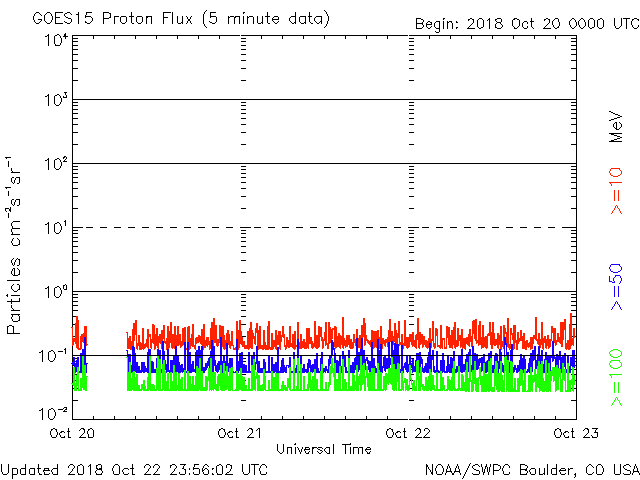 GOES15 Proton Flux (5 minute data)
Begin: 2018 Oct 20 0000 UTC
10⁴
10³
10²
10¹
10⁰
10⁻¹
10⁻²
Particles cm⁻²s⁻¹sr⁻¹
MeV
>=10
>=50
>=100
Oct 20
Oct 21
Oct 22
Oct 23
Universal Time
Updated 2018 Oct 22 23:56:02 UTC
NOAA/SWPC Boulder, CO USA